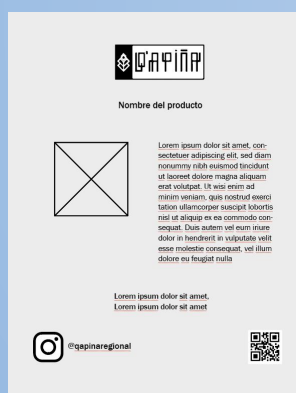 Q'APIÑA
Nombre del producto
Lorem ipsum dolor sit amet, con-
sectetuer adipiscing elit, sed diam
nonummy nibh euismod tincidunt
ut laoreet dolore magna aliquam
erat volutpat. Ut wisi enim ad
minim veniam, quis nostrud exerci
tation ullamcorper suscipit lobortis
nisl ut aliquip ex ea commodo con-
sequat. Duis autem vel eum iriure
dolor in hendrerit in vulputate velit
esse molestie consequat, vel illum
dolore eu feugiat nulla
Lorem ipsum dolor sit amet,
Lorem ipsum dolor sit amet
@qapinaregional